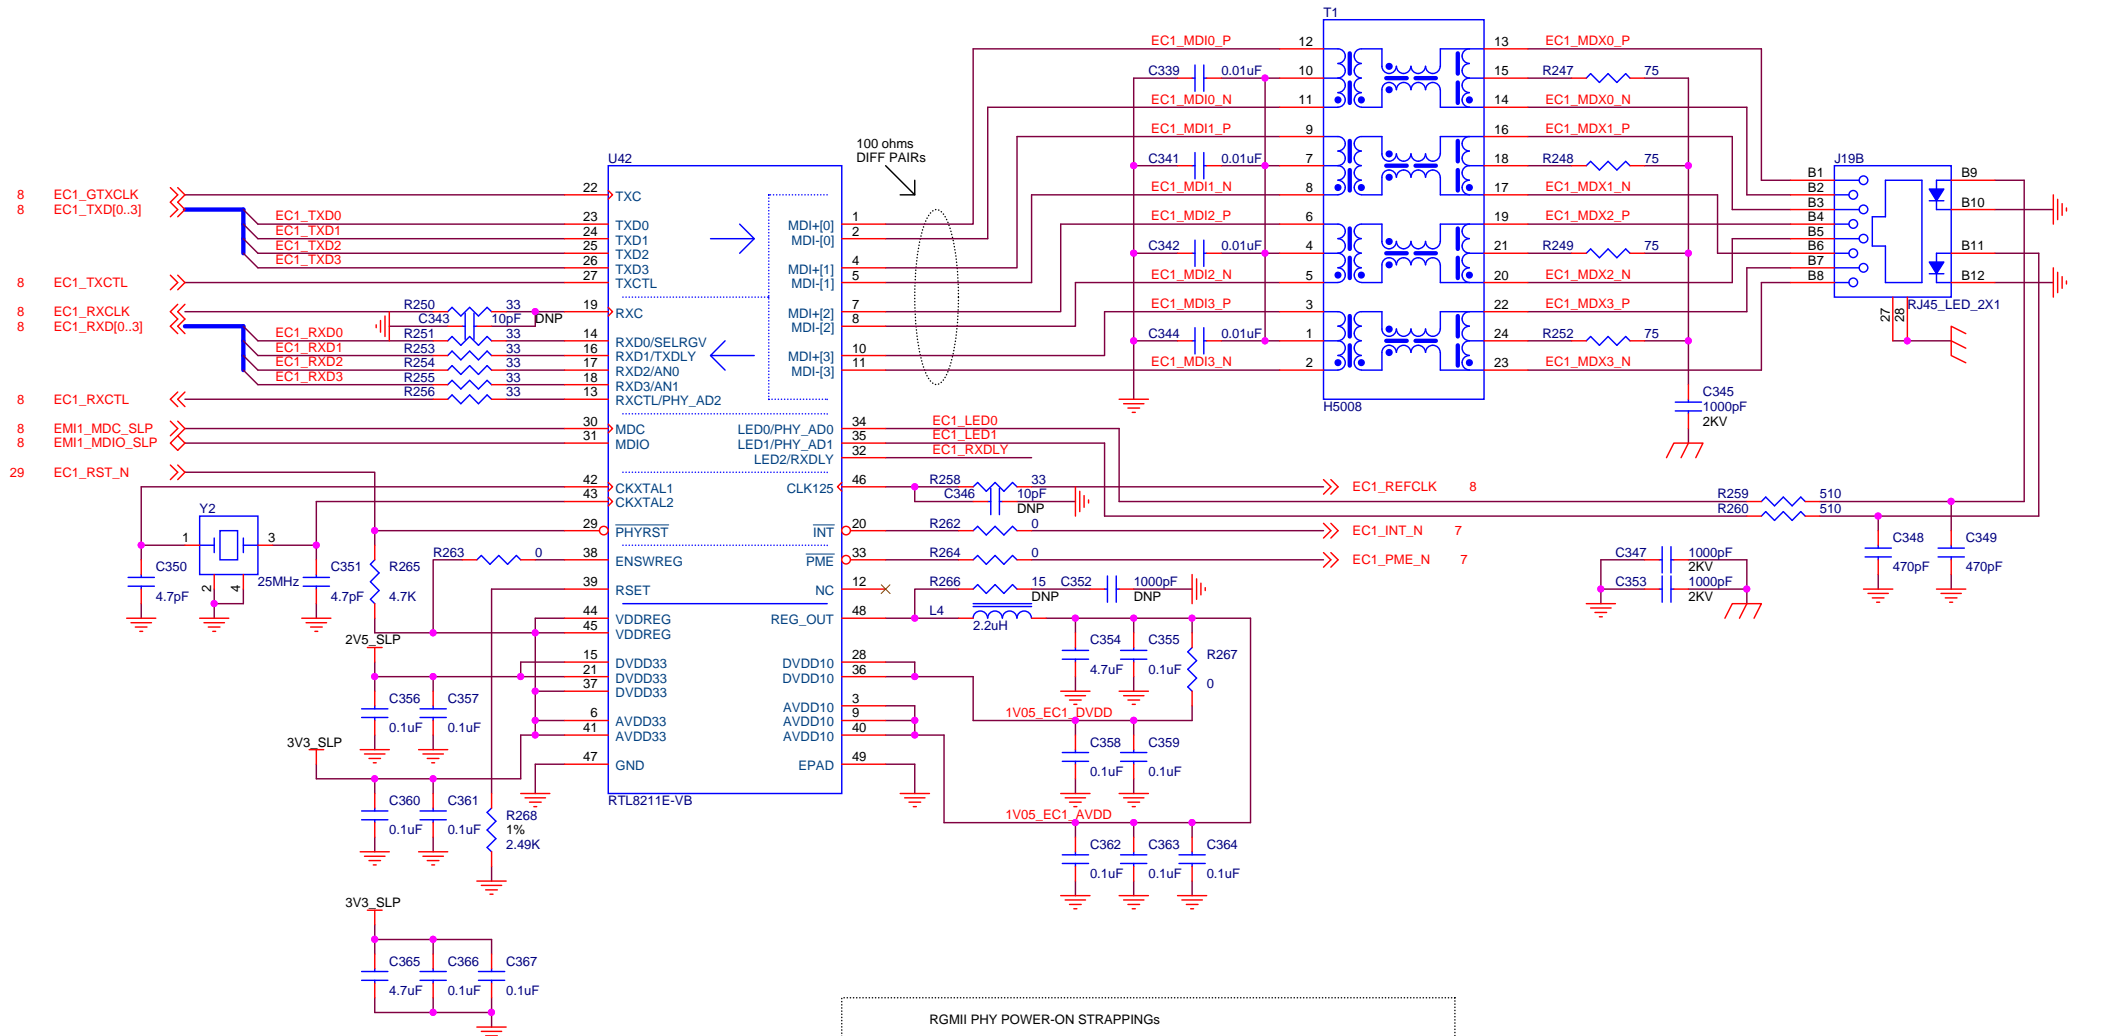 T1
EC1_MDI0_P 12 13 EC1_MDX0_P
C339 0.01uF 10 15 R247 75
EC1_MDI0_N 11 14 EC1_MDX0_N
EC1_MDI1_P 9 16 EC1_MDX1_P
C341 0.01uF 7 18 R248 75
EC1_MDI1_N 8 17 EC1_MDX1_N
EC1_MDI2_P 6 19 EC1_MDX2_P
C342 0.01uF 4 21 R249 75
EC1_MDI2_N 5 20 EC1_MDX2_N
EC1_MDI3_P 3 22 EC1_MDX3_P
C344 0.01uF 1 24 R252 75
EC1_MDI3_N 2 23 EC1_MDX3_N
H5008
C345
1000pF
2KV
100 ohms
DIFF PAIRs
J19B
B1
B2
B3
B4
B5
B6
B7
B8
B9
B10
B11
B12
27
28
RJ45_LED_2X1
U42
8 EC1_GTXCLK 22 TXC
8 EC1_TXD[0..3]
EC1_TXD0 23 TXD0
EC1_TXD1 24 TXD1
EC1_TXD2 25 TXD2
EC1_TXD3 26 TXD3
8 EC1_TXCTL 27 TXCTL
8 EC1_RXCLK R250 33 19 RXC
C343 10pF DNP
8 EC1_RXD[0..3]
EC1_RXD0 R251 33 14 RXD0/SELRGV
EC1_RXD1 R253 33 16 RXD1/TXDLY
EC1_RXD2 R254 33 17 RXD2/AN0
EC1_RXD3 R255 33 18 RXD3/AN1
8 EC1_RXCTL R256 33 13 RXCTL/PHY_AD2
8 EMI1_MDC_SLP 30 MDC
8 EMI1_MDIO_SLP 31 MDIO
29 EC1_RST_N
42 CKXTAL1
43 CKXTAL2
29 PHYRST
R263 0 38 ENSWREG
39 RSET
44 VDDREG
45 VDDREG
15 DVDD33
21 DVDD33
37 DVDD33
6 AVDD33
41 AVDD33
47 GND
RTL8211E-VB
MDI+[0] 1
MDI-[0] 2
MDI+[1] 4
MDI-[1] 5
MDI+[2] 7
MDI-[2] 8
MDI+[3] 10
MDI-[3] 11
LED0/PHY_AD0 34 EC1_LED0
LED1/PHY_AD1 35 EC1_LED1
LED2/RXDLY 32 EC1_RXDLY
CLK125 46 R258 33 EC1_REFCLK 8
C346 10pF
DNP
INT 20 R262 0 EC1_INT_N 7
PME 33 R264 0 EC1_PME_N 7
NC 12
R266 15 C352 1000pF
DNP DNP
REG_OUT 48 L4
2.2uH
DVDD10 28
DVDD10 36
AVDD10 3
AVDD10 9
AVDD10 40
EPAD 49
R259 510
R260 510
C348
470pF
C349
470pF
C347 1000pF
2KV
C353 1000pF
2KV
Y2
1
3
2
4
25MHz
C350
4.7pF
C351
4.7pF
R265
4.7K
2V5_SLP
C356
0.1uF
C357
0.1uF
3V3_SLP
C360
0.1uF
C361
0.1uF
R268
1%
2.49K
C354
4.7uF
C355
0.1uF
R267
0
1V05_EC1_DVDD
C358
0.1uF
C359
0.1uF
1V05_EC1_AVDD
C362
0.1uF
C363
0.1uF
C364
0.1uF
3V3_SLP
C365
4.7uF
C366
0.1uF
C367
0.1uF
RGMII PHY POWER-ON STRAPPINGs